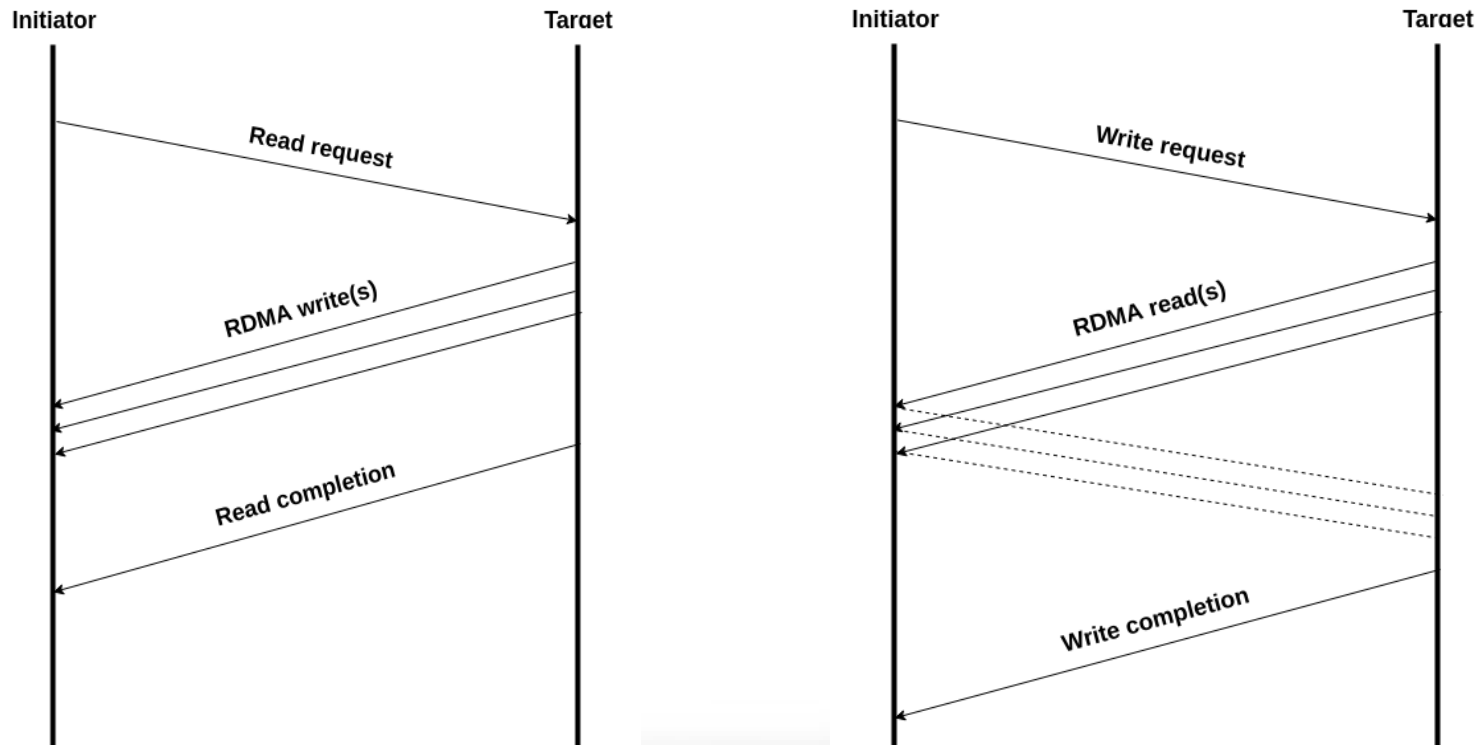 Initiator
Target
Read request
RDMA write(s)
Read completion
Initiator
Target
Write request
RDMA read(s)
Write completion